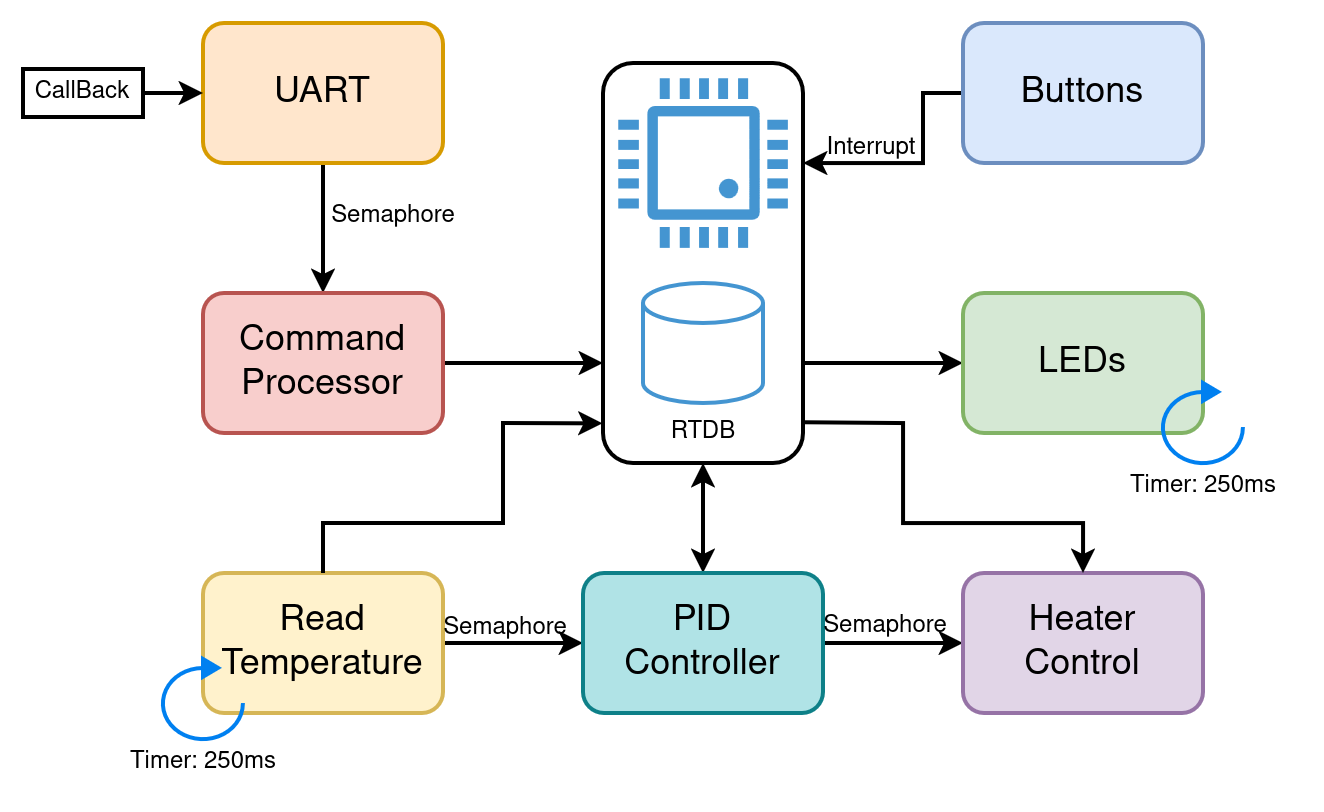 CallBack
UART
Buttons
Interrupt
Semaphore
Command
Processor
RTDB
LEDs
Timer: 250ms
Read
Temperature
Semaphore
PID
Controller
Semaphore
Heater
Control
Timer: 250ms